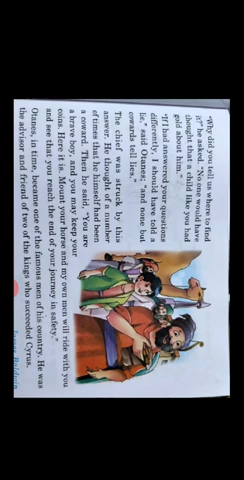 "Why did you tell us where to find
it?" he asked. "No one would have
thought that a child like you had
gold about him."
"If I had answered your questions
differently, I should have told a
lie," said Otanes; "and none but
cowards tell lies."
The chief was struck by this
answer. He thought of a number
of times that he himself had been
a coward. Then he said, "You are
a brave boy, and you may keep your
coins. Here it is. Mount your horse and my own men will ride with you
and see that you reach the end of your journey in safety."
Otanes, in time, became one of the famous men of his country. He was
the advisor and friend of two of the kings who succeeded Cyrus.
James Baldwin